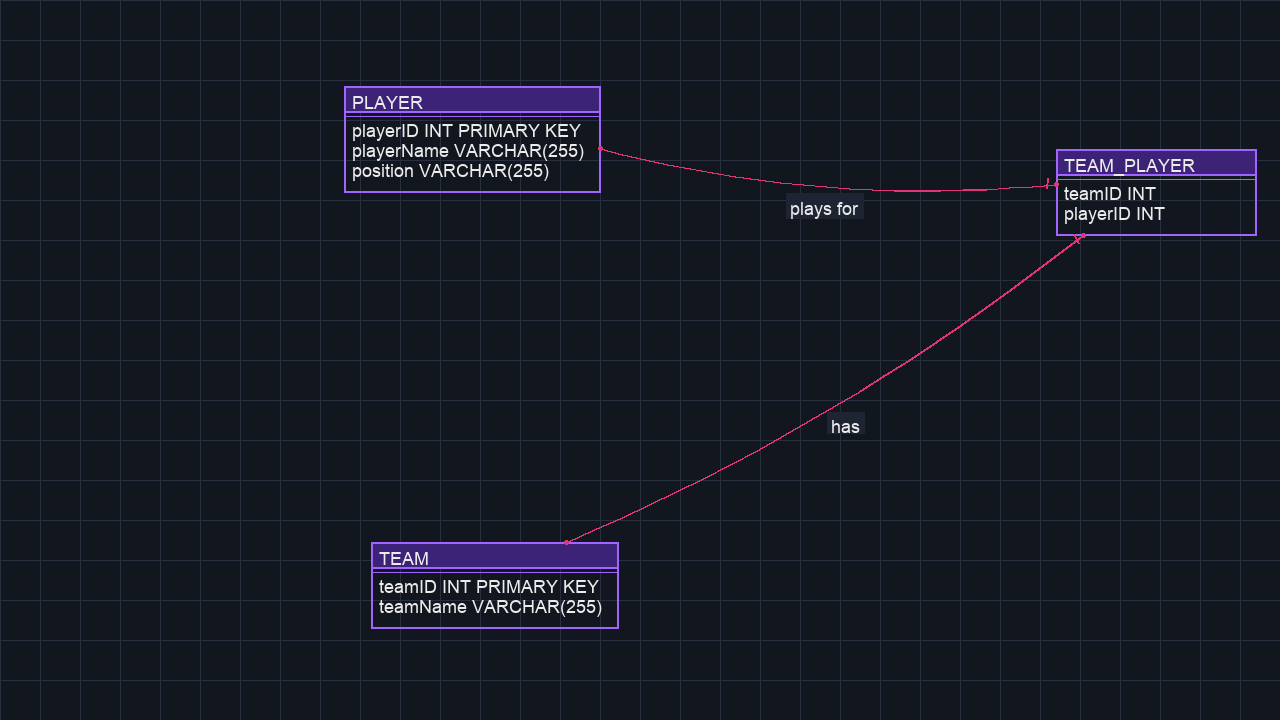 PLAYER
playerID INT PRIMARY KEY
playerName VARCHAR(255)
position VARCHAR(255)
TEAM_PLAYER
teamID INT
playerID INT
plays for
has
TEAM
teamID INT PRIMARY KEY
teamName VARCHAR(255)